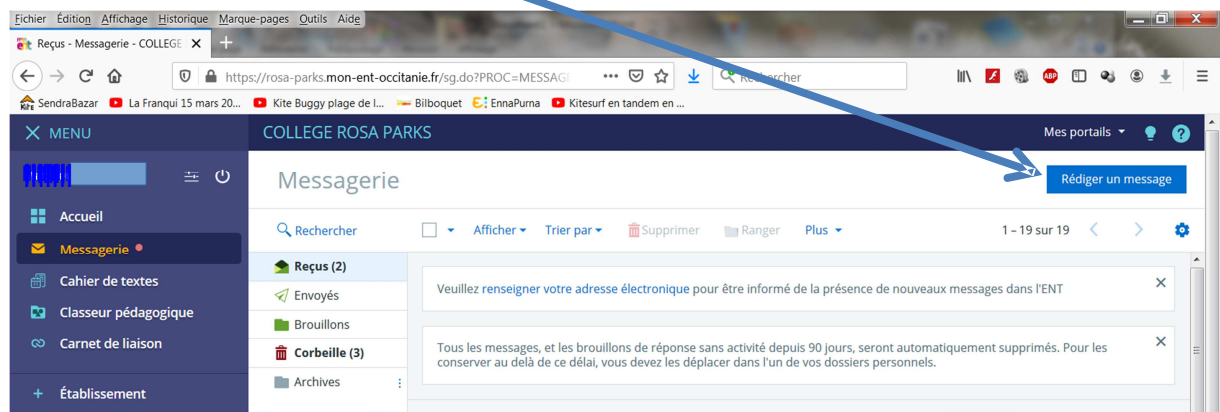 Fichier Édition Affichage Historique Marque-pages Outils Aide
Reçus - Messagerie - COLLEGE
https://rosa-parks.mon-ent-occitanie.fr/sg.do?PROC=MESSAG
Rechercher
SendraBazar La Franqui 15 mars 20... Kite Buggy plage de l... Bilboquet EnnaPurna Kitesurf en tandem en ...
MENU
COLLEGE ROSA PARKS
Mes portails
Messagerie
Rédiger un message
Accueil
Messagerie
Cahier de textes
Classeur pédagogique
Carnet de liaison
Établissement
Rechercher
Afficher Trier par Supprimer Ranger Plus
1 – 19 sur 19
Reçus (2)
Envoyés
Brouillons
Corbeille (3)
Archives
Veuillez renseigner votre adresse électronique pour être informé de la présence de nouveaux messages dans l'ENT
Tous les messages, et les brouillons de réponse sans activité depuis 90 jours, seront automatiquement supprimés. Pour les
conserver au delà de ce délai, vous devez les déplacer dans l'un de vos dossiers personnels.